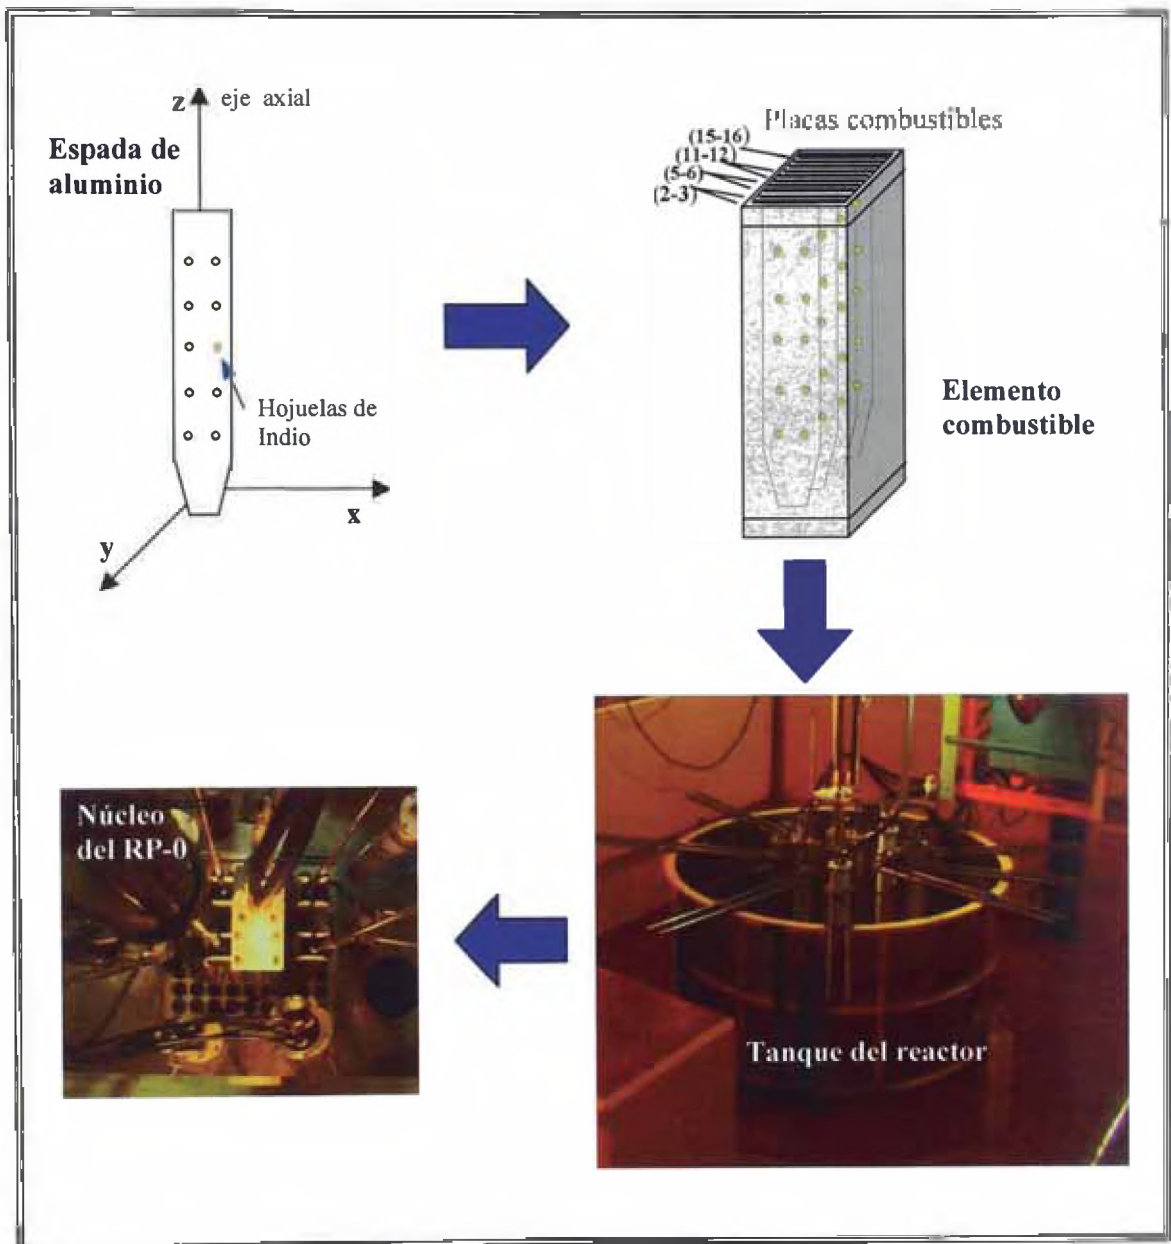 z eje axial
Espada de
aluminio
Hojuelas de
Indio
x
y
Placas combustibles
(15-16)
(11-12)
(5-6)
(2-3)
Elemento
combustible
Núcleo
del RP-0
Tanque del reactor